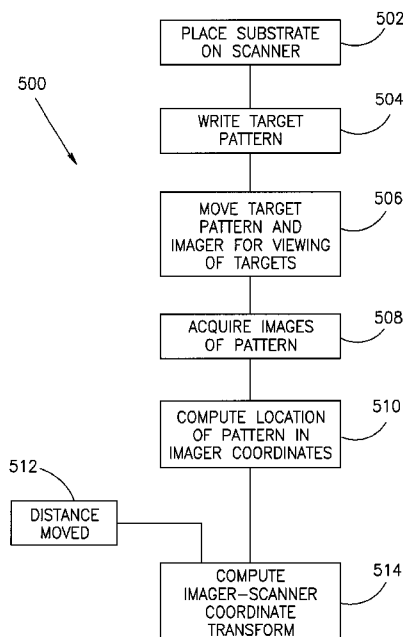 502
PLACE SUBSTRATE
ON SCANNER
500
504
WRITE TARGET
PATTERN
506
MOVE TARGET
PATTERN AND
IMAGER FOR VIEWING
OF TARGETS
508
ACQUIRE IMAGES
OF PATTERN
510
COMPUTE LOCATION
OF PATTERN IN
IMAGER COORDINATES
512
DISTANCE
MOVED
514
COMPUTE
IMAGER–SCANNER
COORDINATE
TRANSFORM